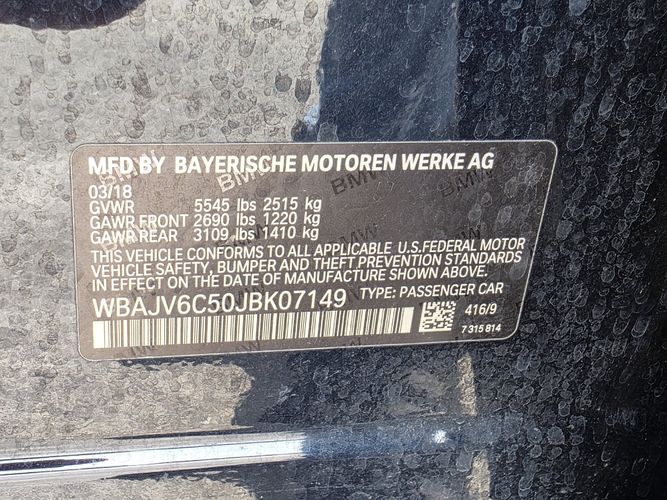 MFD BY BAYERISCHE MOTOREN WERKE AG
03/18
GVWR 5545 lbs 2515 kg
GAWR FRONT 2690 lbs 1220 kg
GAWR REAR 3109 lbs 1410 kg
THIS VEHICLE CONFORMS TO ALL APPLICABLE U.S.FEDERAL MOTOR
VEHICLE SAFETY, BUMPER AND THEFT PREVENTION STANDARDS
IN EFFECT ON THE DATE OF MANUFACTURE SHOWN ABOVE:
WBAJV6C50JBK07149 TYPE: PASSENGER CAR
416/9
7 315 814